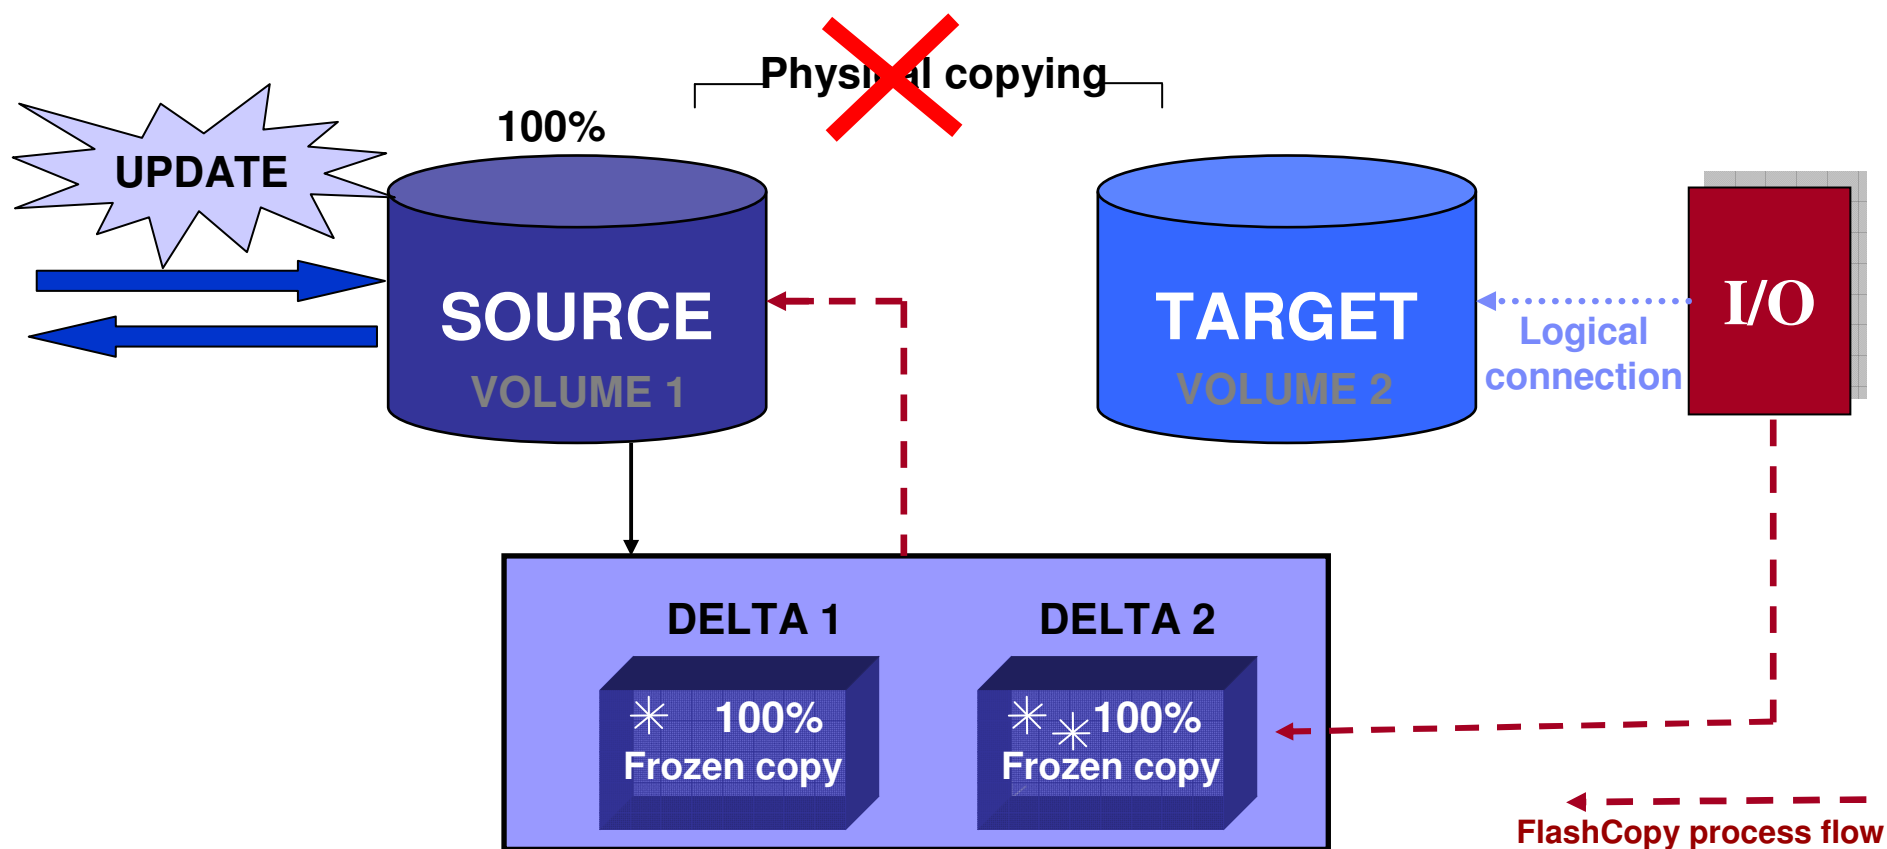 Physical copying
100%
UPDATE
SOURCE
VOLUME 1
TARGET
VOLUME 2
I/O
Logical
connection
DELTA 1
DELTA 2
100%
Frozen copy
100%
Frozen copy
FlashCopy process flow